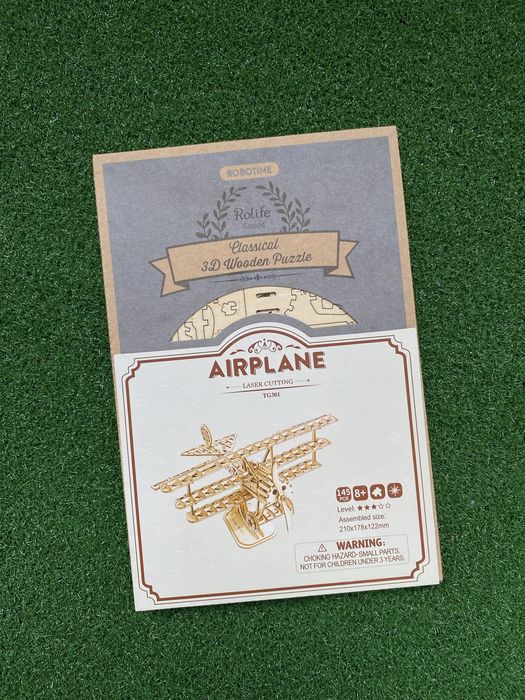 ROBOTIME
Rolife
Series
Classical
3D Wooden Puzzle
AIRPLANE
LASER CUTTING
TG301
145
PCS
8+
Level: ★★★☆☆
Assembled size:
210x178x122mm
⚠ WARNING:
CHOKING HAZARD-SMALL PARTS.
NOT FOR CHILDREN UNDER 3 YEARS.